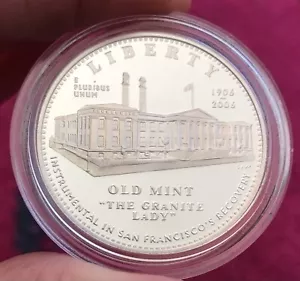 LIBERTY
E
PLURIBUS
UNUM
1906
2006
OLD MINT
"THE GRANITE
LADY"
INSTRUMENTAL IN SAN FRANCISCO'S RECOVERY